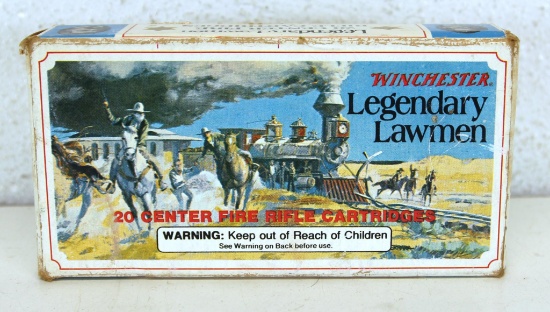 WINCHESTER
Legendary
Lawmen
20 CENTER FIRE RIFLE CARTRIDGES
WARNING: Keep out of Reach of Children
See Warning on Back before use.